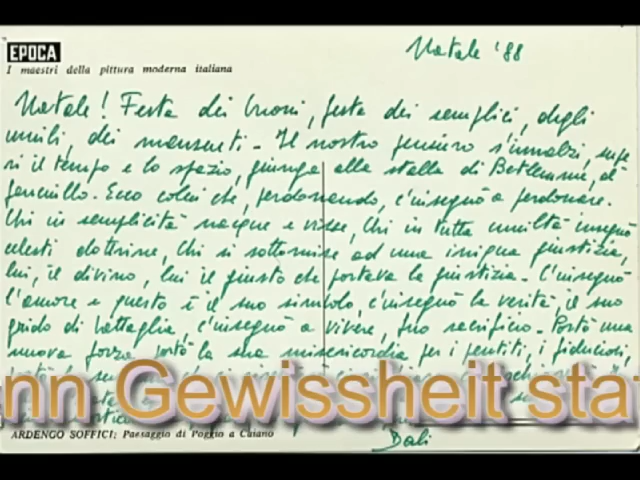 EPOCA
I maestri della pittura moderna italiana
Natale '88
Natale! Festa dei buoni, festa dei semplici, degli
umili, dei mansueti - Il nostro pensiero s'innalzi, supe
ri il tempo e lo spazio, giunga alla stalla di Betlemme, al
fanciullo. Ecco colui che, perdonando, c'insegnò a perdonare.
Chi in semplicità nacque e visse, Chi in tutta umiltà insegnò
celesti dottrine, Chi si sottomise ad una iniqua giustizia,
lui, il divino, lui il giusto che portava la giustizia. C'insegnò
l'amore e questo è il suo simbolo, c'insegnò la verità, il suo
grido di battaglia, c'insegnò a vivere, suo sacrificio. Portò una
nuova forza, portò la sua misericordia per i pentiti, i fiduciosi,
nn Gewissheit sta
ARDENGO SOFFICI: Paesaggio di Poggio a Caiano